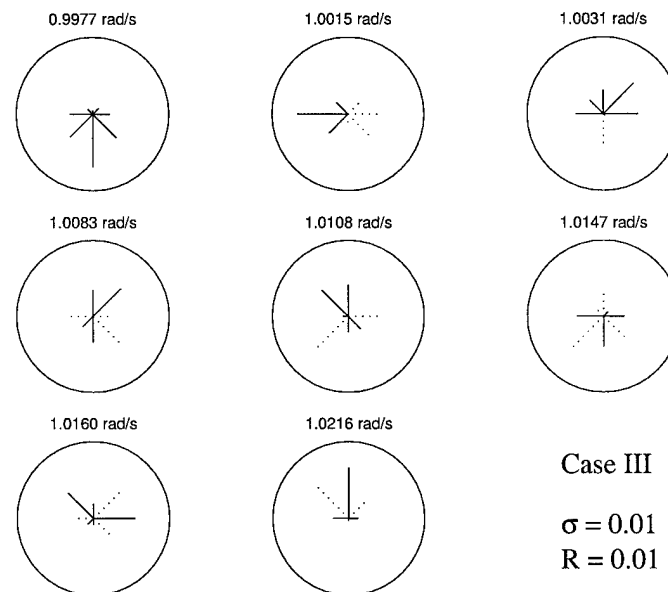 0.9977 rad/s
1.0015 rad/s
1.0031 rad/s
1.0083 rad/s
1.0108 rad/s
1.0147 rad/s
1.0160 rad/s
1.0216 rad/s
Case III
σ = 0.01
R = 0.01